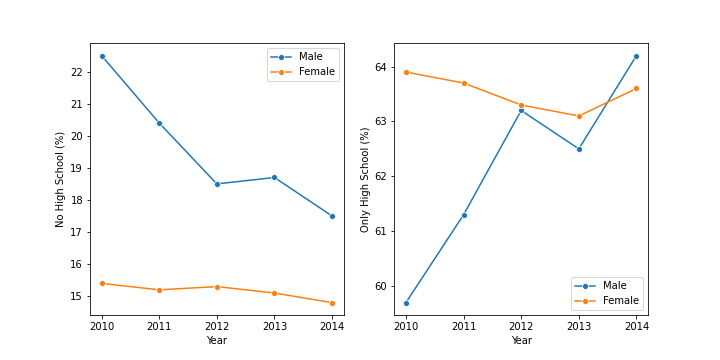 No High School (%)
22
21
20
19
18
17
16
15
2010 2011 2012 2013 2014
Year
Male
Female
Only High School (%)
64
63
62
61
60
2010 2011 2012 2013 2014
Year
Male
Female